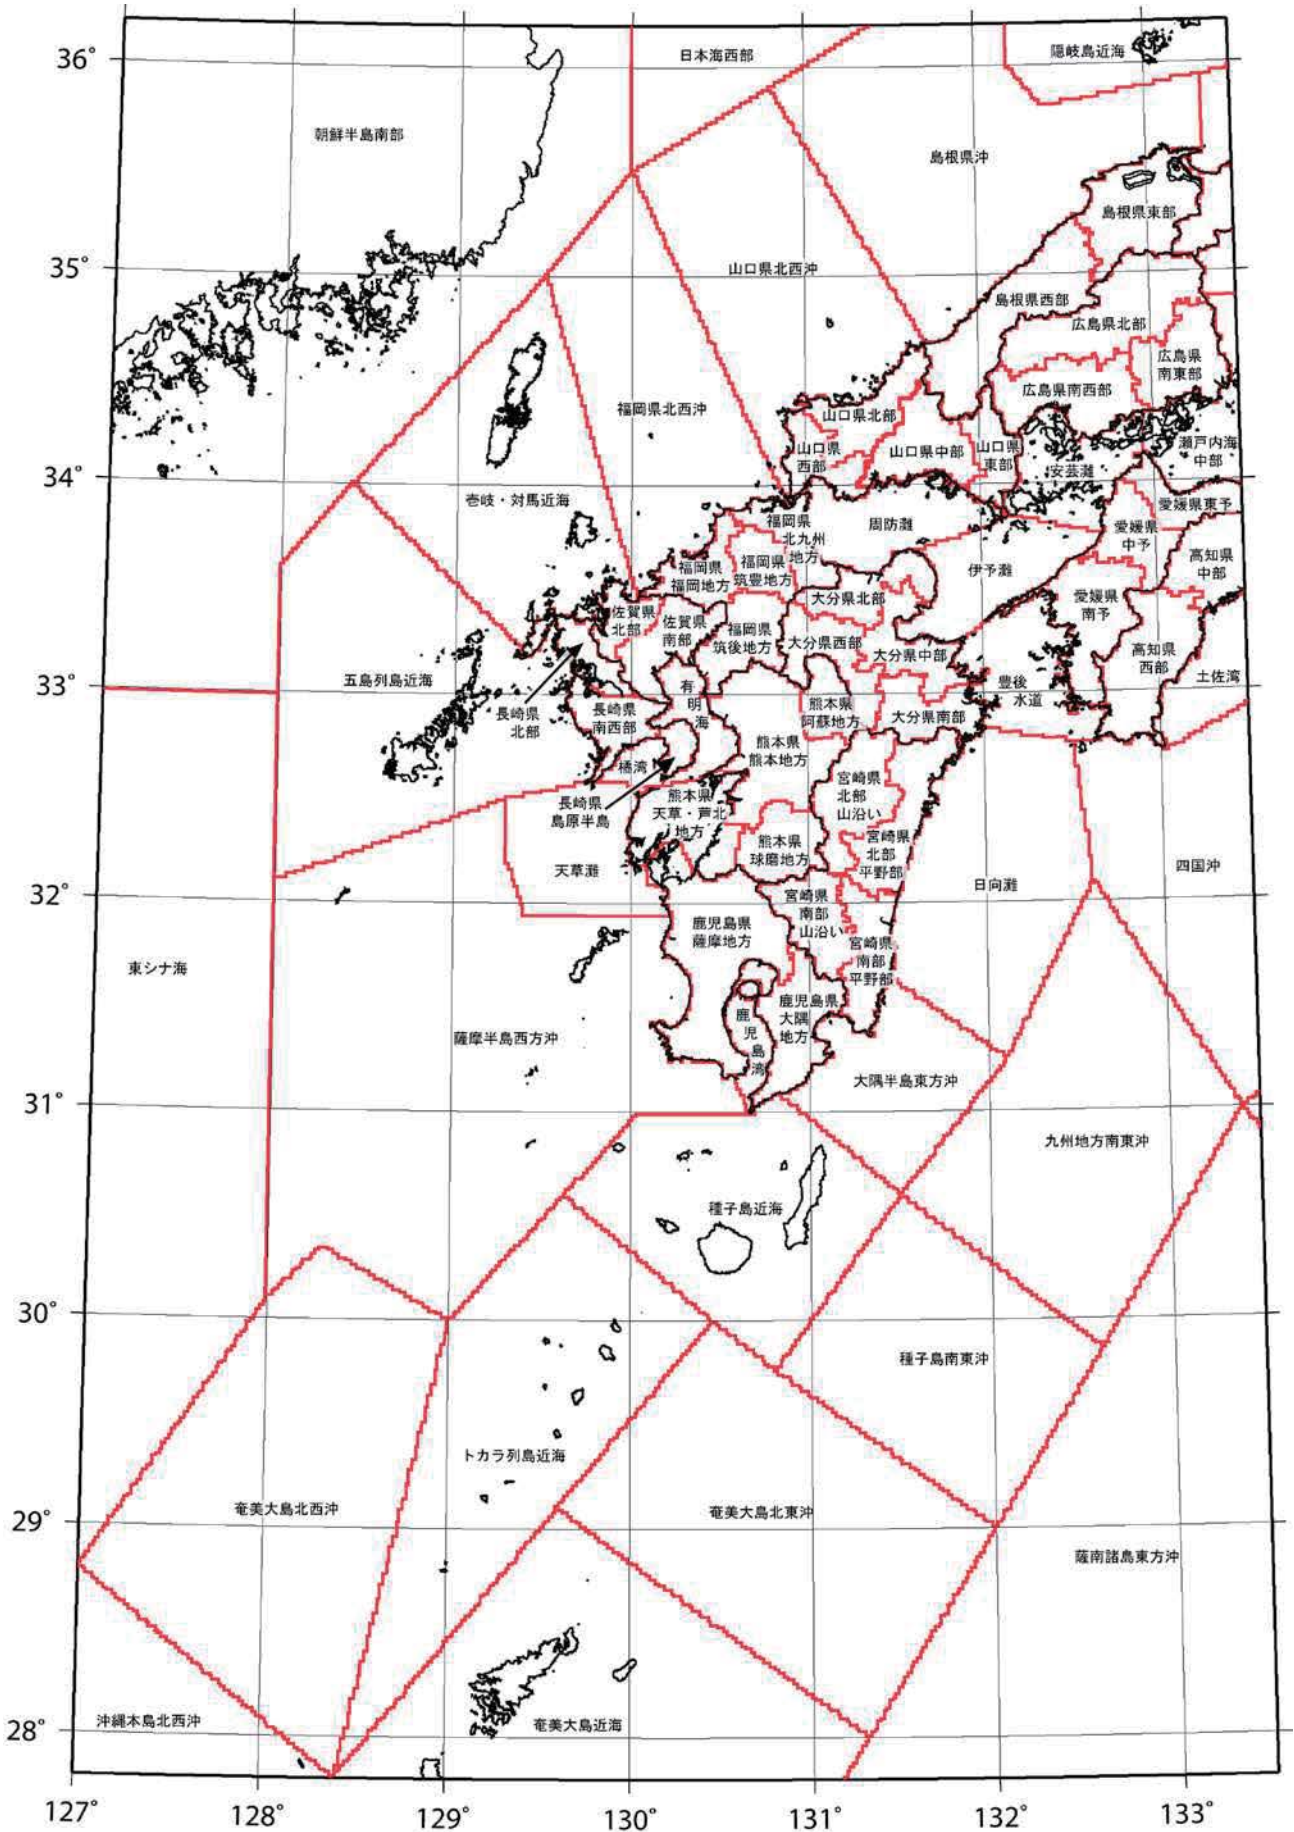 36°
日本海西部
隠岐島近海
朝鮮半島南部
島根県沖
島根県東部
35°
山口県北西沖
島根県西部
広島県北部
広島県
南東部
広島県南西部
福岡県北西沖
山口県北部
山口県
西部
山口県中部
山口県
東部
安芸灘
瀬戸内海
中部
34°
壱岐・対馬近海
福岡県
北九州
地方
周防灘
愛媛県東予
愛媛県
中予
高知県
中部
福岡県
福岡地方
福岡県
筑豊地方
伊予灘
大分県北部
愛媛県
南予
佐賀県
北部
佐賀県
南部
福岡県
筑後地方
大分県西部
大分県中部
高知県
西部
33°
五島列島近海
長崎県
北部
長崎県
南西部
有
明
海
熊本県
阿蘇地方
大分県南部
豊後
水道
土佐湾
熊本県
熊本地方
橘湾
長崎県
島原半島
熊本県
天草・芦北
地方
宮崎県
北部
山沿い
熊本県
球磨地方
宮崎県
北部
平野部
32°
天草灘
日向灘
四国沖
宮崎県
南部
山沿い
鹿児島県
薩摩地方
宮崎県
南部
平野部
東シナ海
鹿児島県
大隅
地方
鹿
児
島
湾
薩摩半島西方沖
大隅半島東方沖
31°
九州地方南東沖
種子島近海
30°
種子島南東沖
トカラ列島近海
29°
奄美大島北西沖
奄美大島北東沖
薩南諸島東方沖
28°
沖縄本島北西沖
奄美大島近海
127°
128°
129°
130°
131°
132°
133°